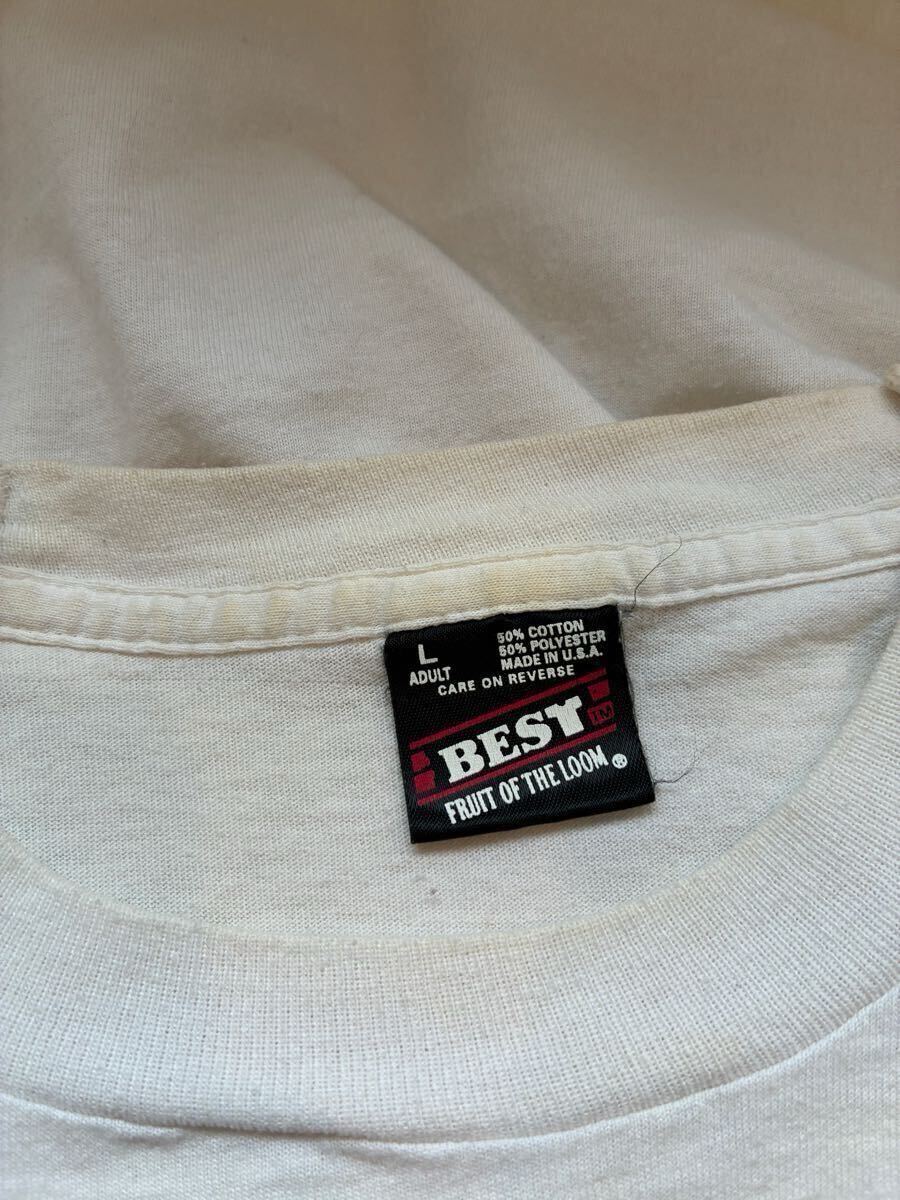 L
ADULT
50% COTTON
50% POLYESTER
MADE IN U.S.A.
CARE ON REVERSE
BEST
TM
FRUIT OF THE LOOM ®